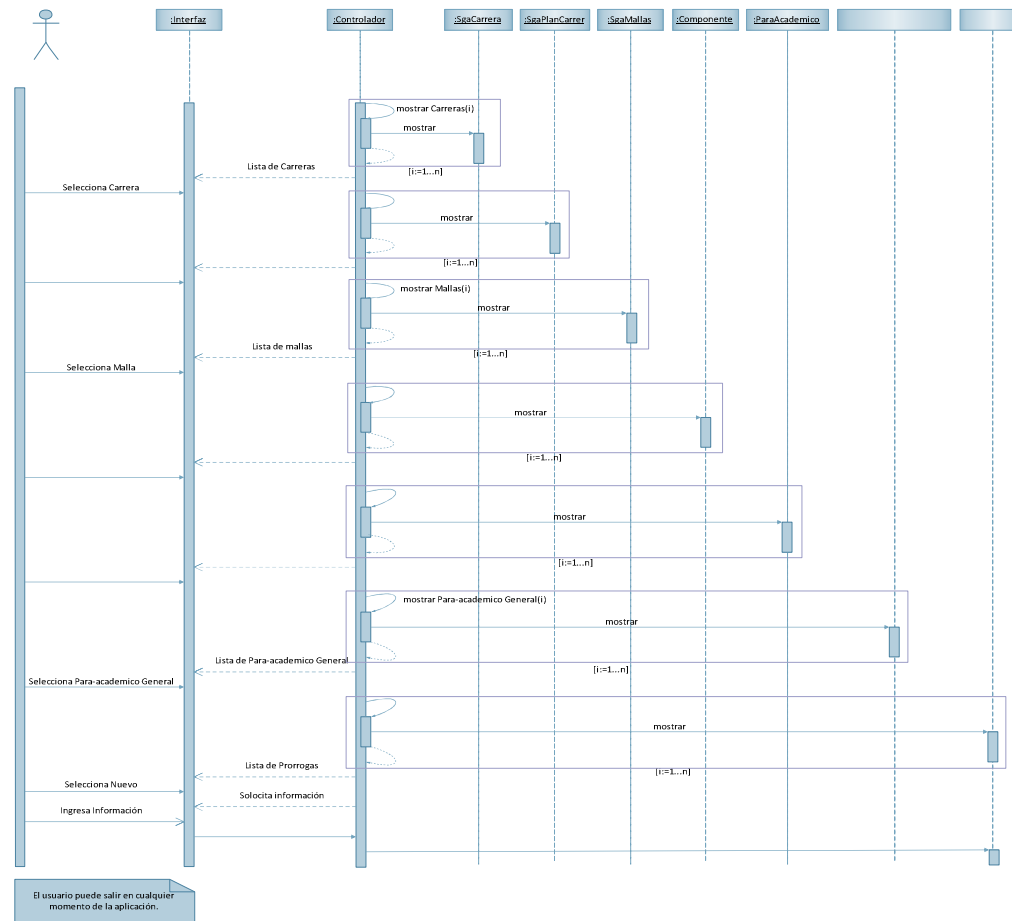 :Interfaz
:Controlador
:SgaCarrera
:SgaPlanCarrer
:SgaMallas
:Componente
:ParaAcademico
mostrar Carreras(i)
mostrar
[i:=1...n]
Lista de Carreras
Selecciona Carrera
mostrar
[i:=1...n]
mostrar Mallas(i)
mostrar
[i:=1...n]
Lista de mallas
Selecciona Malla
mostrar
[i:=1...n]
mostrar
[i:=1...n]
mostrar Para-academico General(i)
mostrar
Lista de Para-academico General
[i:=1...n]
Selecciona Para-academico General
mostrar
Lista de Prorrogas
[i:=1...n]
Selecciona Nuevo
Solocita información
Ingresa Información
El usuario puede salir en cualquier
momento de la aplicación.